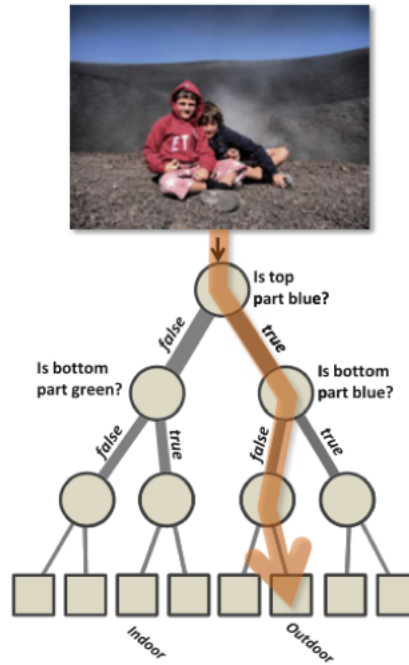 ET
Is top
part blue?
false
true
Is bottom
part green?
Is bottom
part blue?
false
true
false
true
Indoor
Outdoor